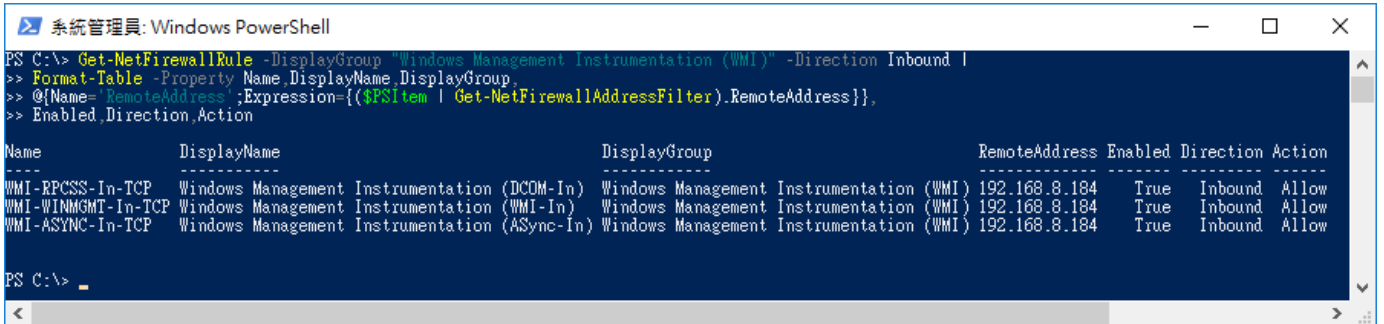 系統管理員: Windows PowerShell
PS C:\> Get-NetFirewallRule -DisplayGroup "Windows Management Instrumentation (WMI)" -Direction Inbound |
>> Format-Table -Property Name,DisplayName,DisplayGroup,
>> @{Name='RemoteAddress';Expression={($PSItem | Get-NetFirewallAddressFilter).RemoteAddress}},
>> Enabled,Direction,Action
Name DisplayName DisplayGroup RemoteAddress Enabled Direction Action
---- ----------- ------------ ------------- ------- --------- ------
WMI-RPCSS-In-TCP Windows Management Instrumentation (DCOM-In) Windows Management Instrumentation (WMI) 192.168.8.184 True Inbound Allow
WMI-WINMGMT-In-TCP Windows Management Instrumentation (WMI-In) Windows Management Instrumentation (WMI) 192.168.8.184 True Inbound Allow
WMI-ASYNC-In-TCP Windows Management Instrumentation (ASync-In) Windows Management Instrumentation (WMI) 192.168.8.184 True Inbound Allow
PS C:\> _